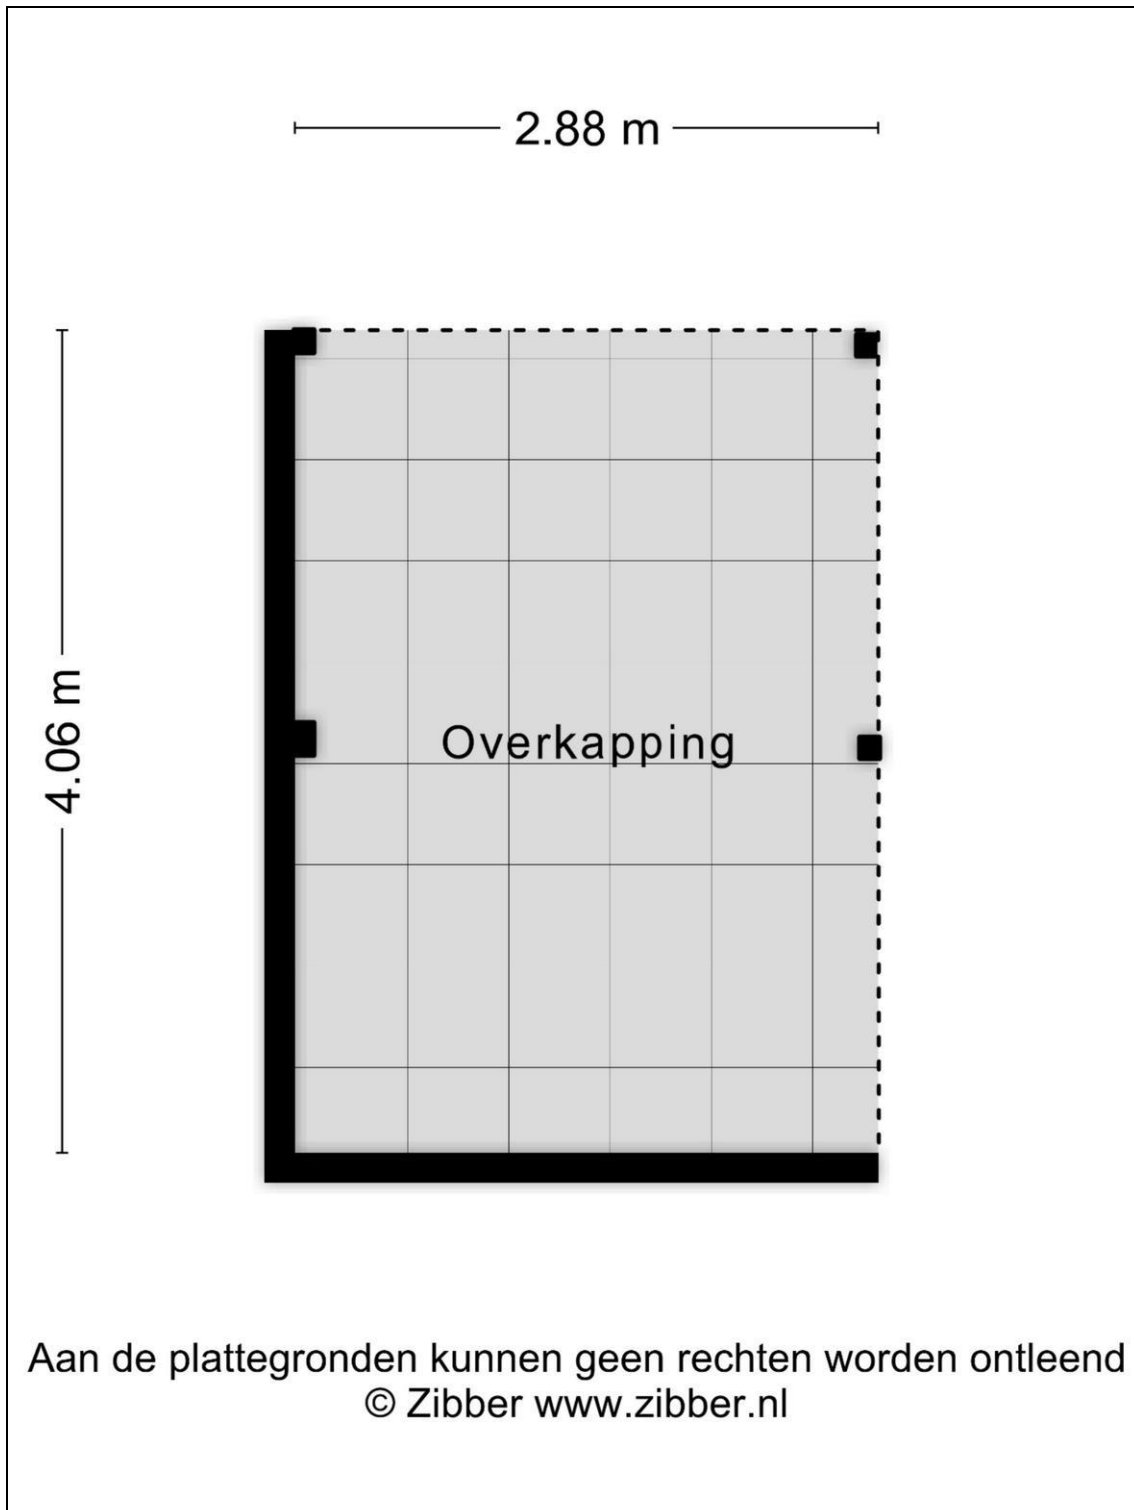 2.88 m
4.06 m
Overkapping
Aan de plattegronden kunnen geen rechten worden ontleend
© Zibber www.zibber.nl